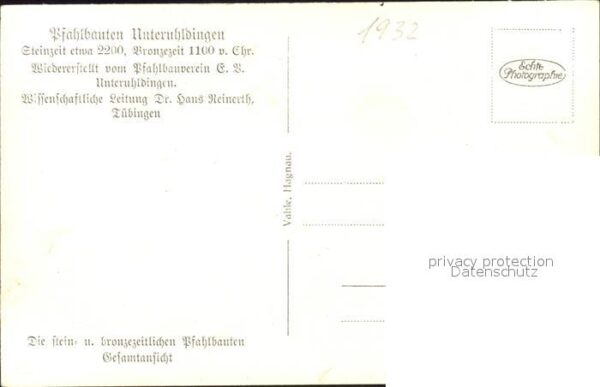 Pfahlbauten Unteruhldingen
Steinzeit etwa 2200, Bronzezeit 1100 v. Chr.
Wiedererstellt vom Pfahlbauverein E. V.
Unteruhldingen.
Wissenschaftliche Leitung Dr. Hans Reinerth,
Tübingen
1932
Echte
Photographie
Vahle, Hagnau.
privacy protection
Datenschutz
Die stein- u. bronzezeitlichen Pfahlbauten
Gesamtansicht